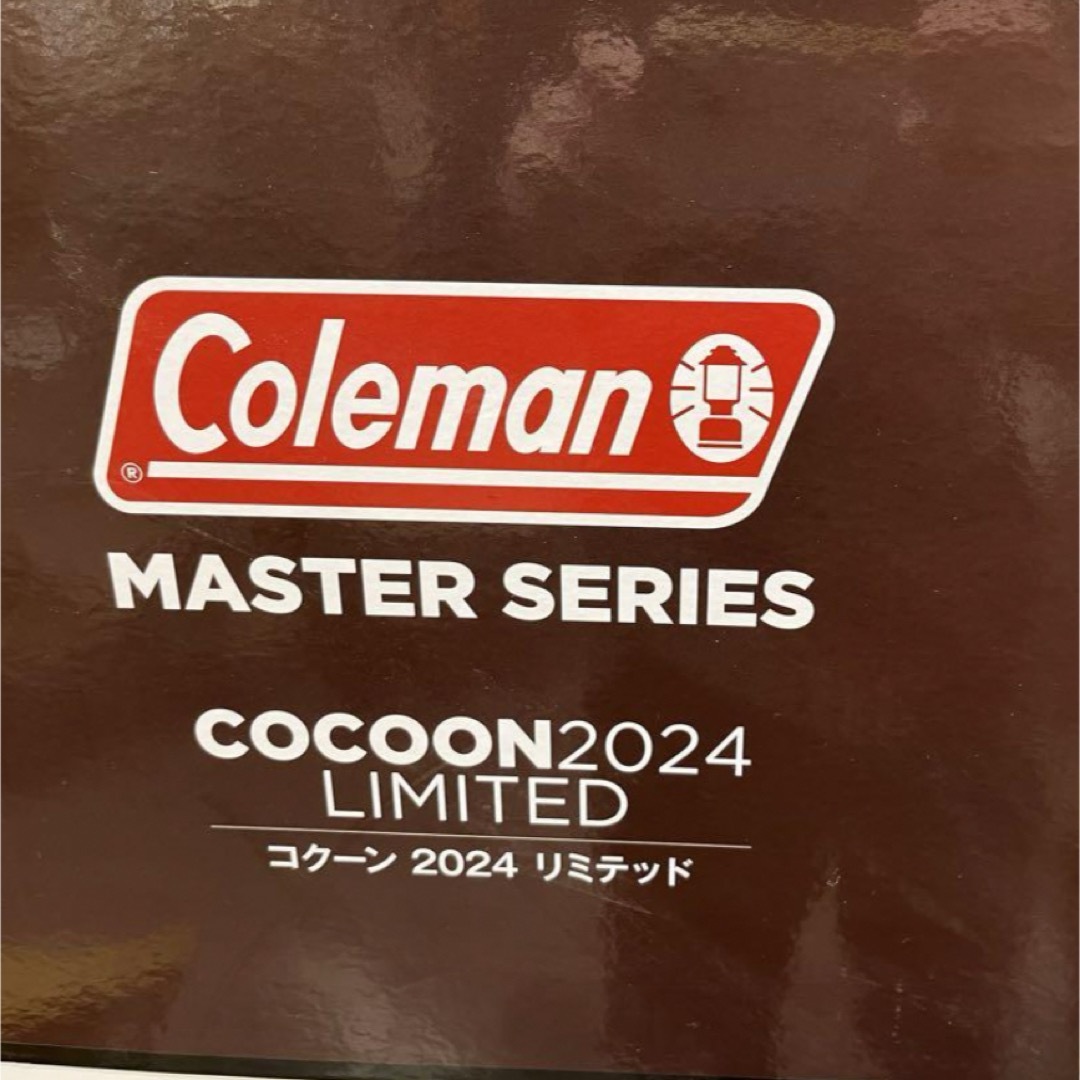 Coleman
®
MASTER SERIES
COCOON2024
LIMITED
コクーン 2024 リミテッド